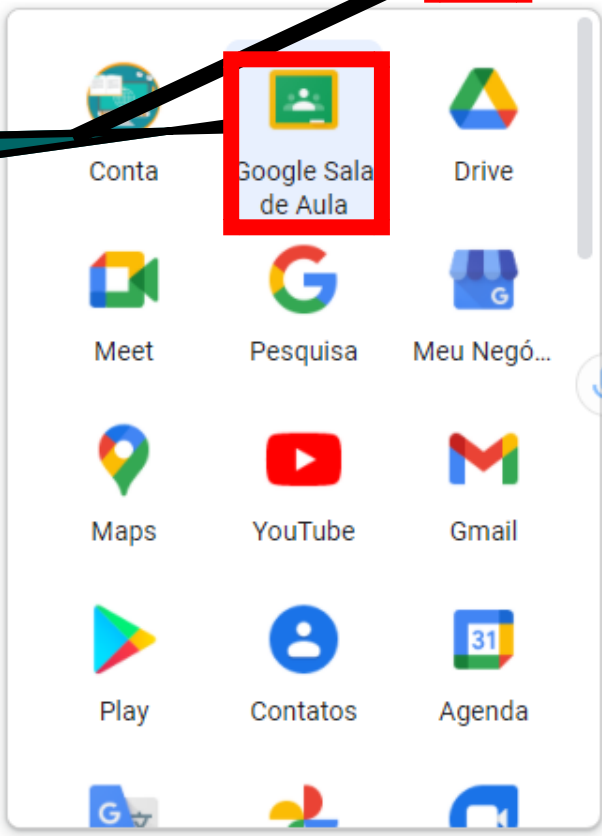 Conta
Google Sala
de Aula
Drive
Meet
Pesquisa
G
Meu Negó...
Maps
YouTube
Gmail
Play
Contatos
31
Agenda
G